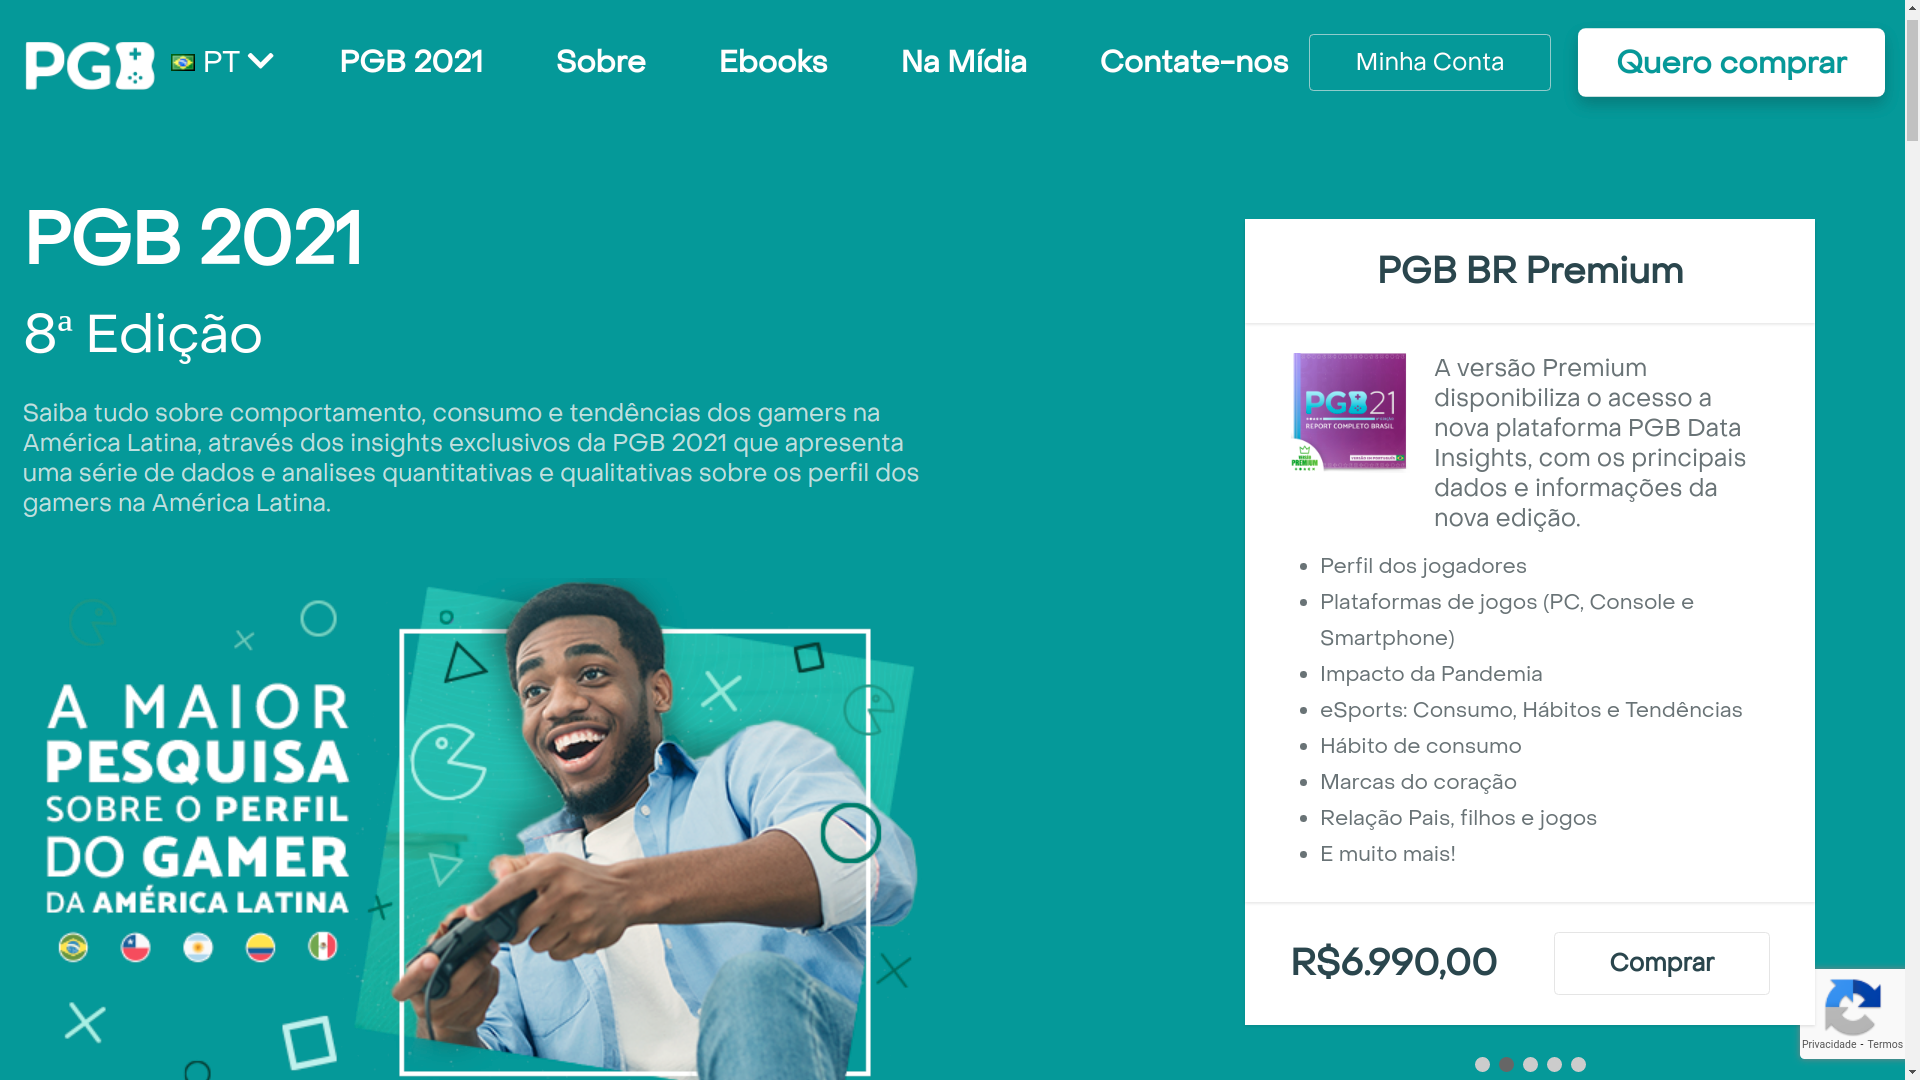 PGB
PT
PGB 2021
Sobre
Ebooks
Na Mídia
Contate-nos
Minha Conta
Quero comprar
PGB 2021
8ª Edição
Saiba tudo sobre comportamento, consumo e tendências dos gamers na
América Latina, através dos insights exclusivos da PGB 2021 que apresenta
uma série de dados e analises quantitativas e qualitativas sobre os perfil dos
gamers na América Latina.
A MAIOR
PESQUISA
SOBRE O PERFIL
DO GAMER
DA AMÉRICA LATINA
PGB BR Premium
PGB21
REPORT COMPLETO BRASIL
PREMIUM
A versão Premium
disponibiliza o acesso a
nova plataforma PGB Data
Insights, com os principais
dados e informações da
nova edição.
Perfil dos jogadores
Plataformas de jogos (PC, Console e
Smartphone)
Impacto da Pandemia
eSports: Consumo, Hábitos e Tendências
Hábito de consumo
Marcas do coração
Relação Pais, filhos e jogos
E muito mais!
R$6.990,00
Comprar
Privacidade - Termos